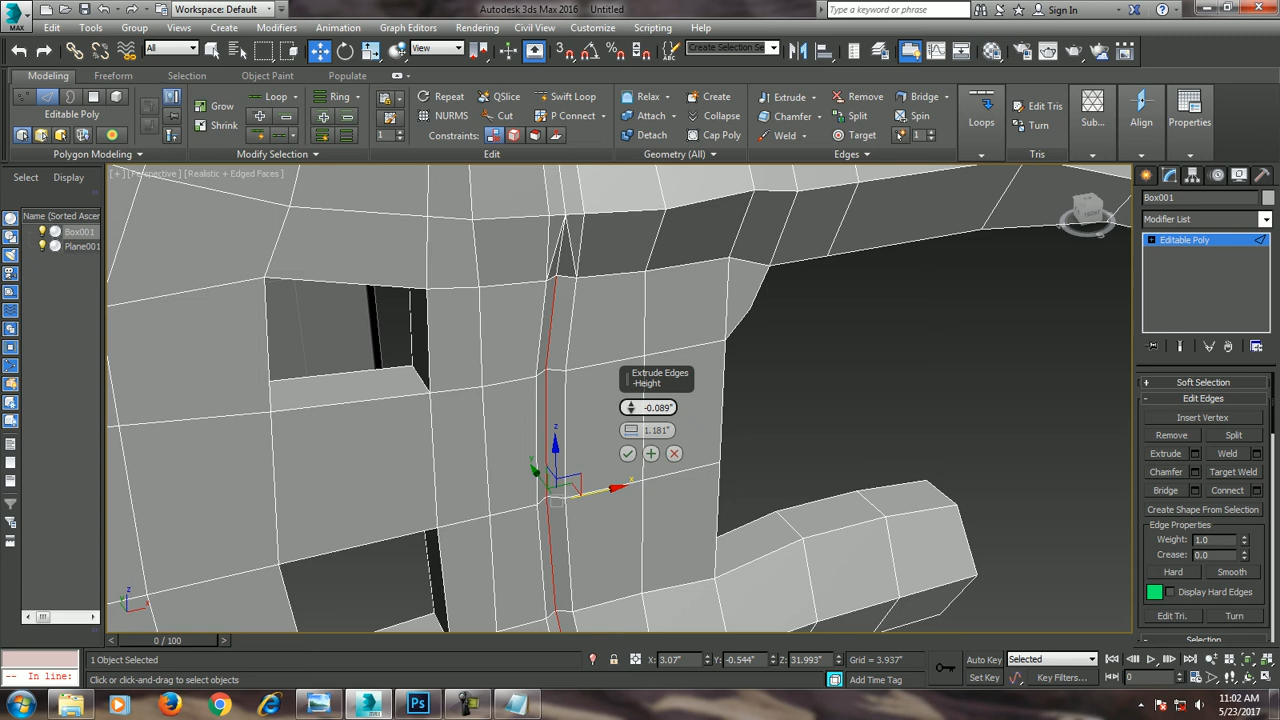 MAX
Workspace: Default
Autodesk 3ds Max 2016 Untitled
Type a keyword or phrase
Sign In
Edit Tools Group Views Create Modifiers Animation Graph Editors Rendering Civil View Customize Scripting Help
All
View
Create Selection Se
Modeling Freeform Selection Object Paint Populate
Grow
Loop
Ring
Repeat
QSlice
Swift Loop
Relax
Create
Extrude
Remove
Bridge
Edit Tris
Editable Poly
Shrink
NURMS
Cut
P Connect
Attach
Collapse
Chamfer
Split
Spin
Turn
Loops
Sub...
Align
Properties
1
Constraints:
Detach
Cap Poly
Weld
Target
1
Polygon Modeling
Modify Selection
Edit
Geometry (All)
Edges
Tris
Select Display
[ + ] [Perspective ] [Realistic + Edged Faces ]
Name (Sorted Ascer
Box001
Plane001
FRONT
Box001
Modifier List
Editable Poly
Extrude Edges
-Height
-0.089"
1.181"
z
y
x
z
Soft Selection
Edit Edges
Insert Vertex
Remove Split
Extrude Weld
Chamfer Target Weld
Bridge Connect
Create Shape From Selection
Edge Properties
Weight: 1.0
Crease: 0.0
Hard Smooth
Display Hard Edges
Edit Tri. Turn
Selection
0 / 100
1 Object Selected
X: 3.07" Y: -0.544" Z: 31.993" Grid = 3.937"
Auto Key Selected
-- In line:
Click or click-and-drag to select objects
Add Time Tag
Set Key Key Filters... 0
Ps
11:02 AM
5/23/2017